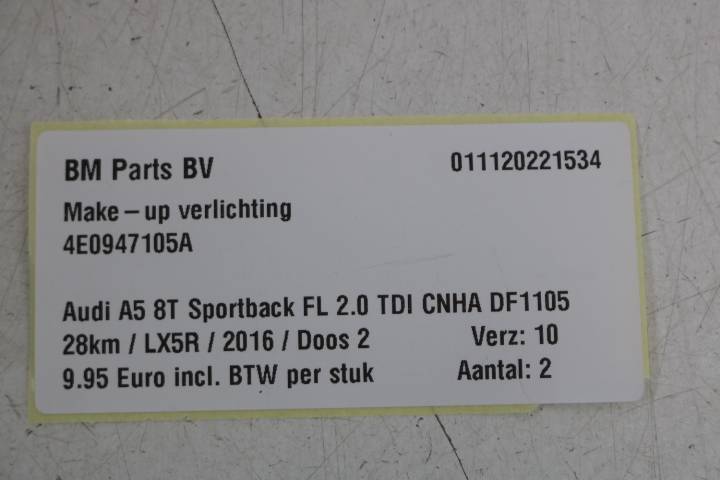 BM Parts BV 011120221534
Make-up verlichting
4E0947105A
Audi A5 8T Sportback FL 2.0 TDI CNHA DF1105
28km / LX5R / 2016 / Doos 2 Verz: 10
9.95 Euro incl. BTW per stuk Aantal: 2